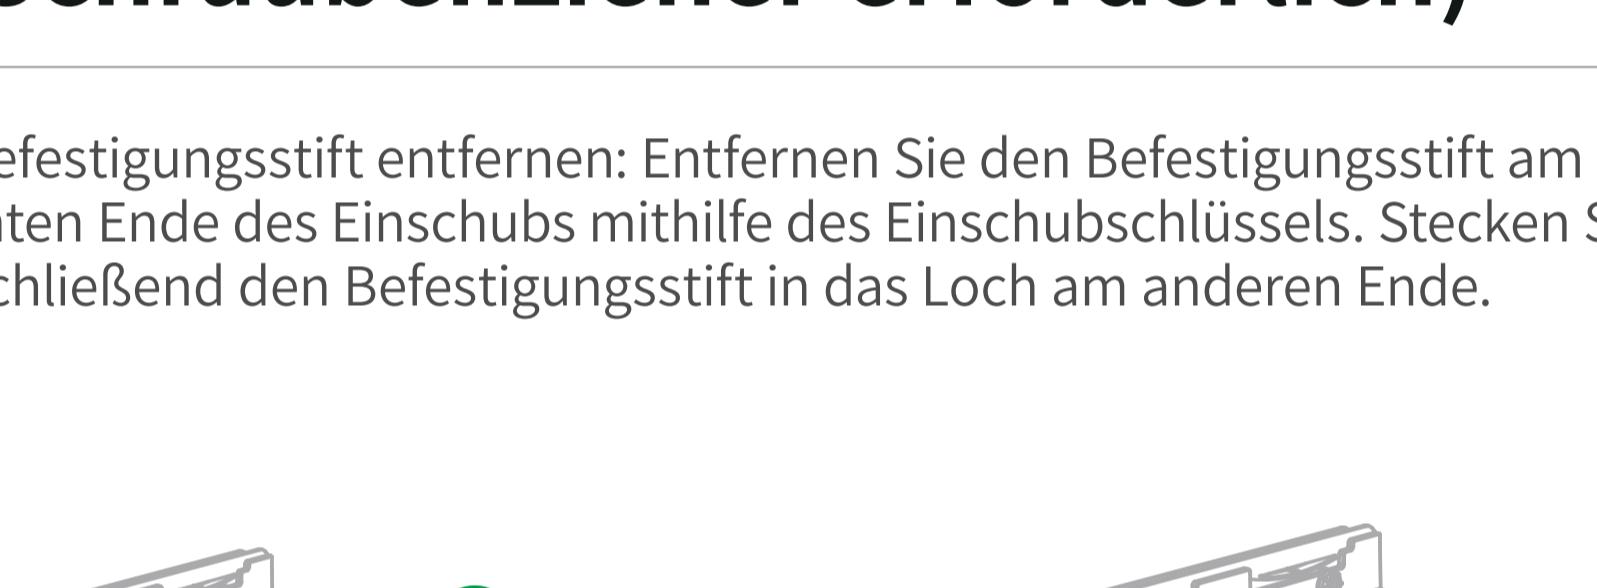 efestigungsstift entfernen: Entfernen Sie den Befestigungsstift am
ten Ende des Einschubs mithilfe des Einschubschlüssels. Stecken S
chließend den Befestigungsstift in das Loch am anderen Ende.